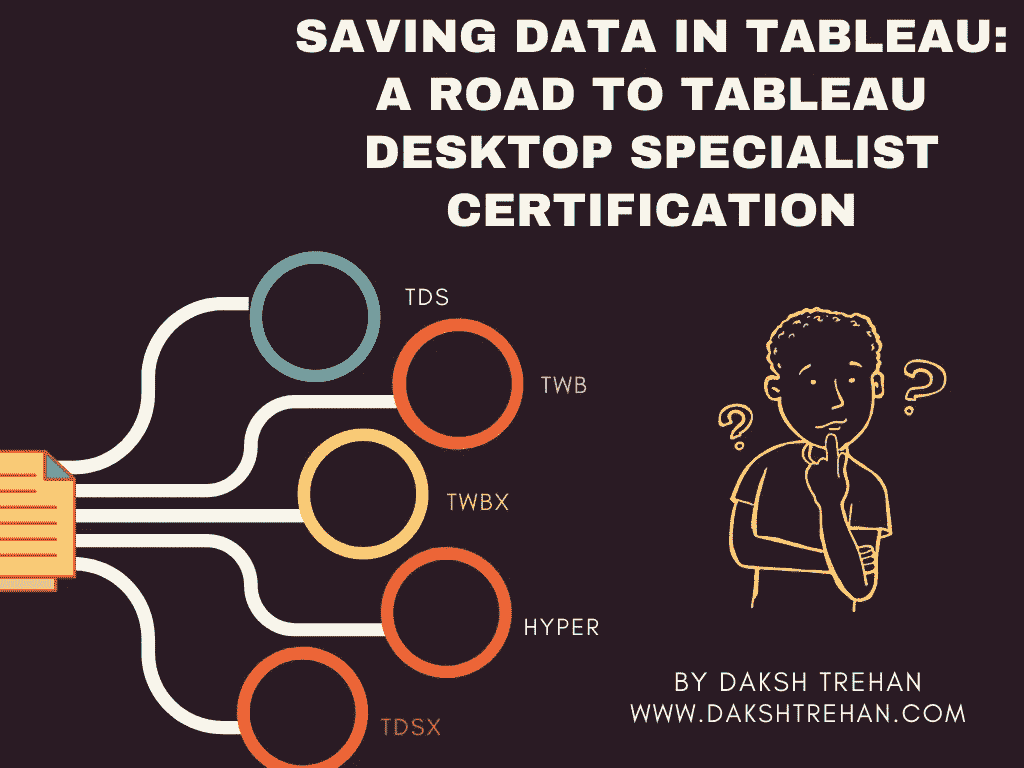 SAVING DATA IN TABLEAU:
A ROAD TO TABLEAU
DESKTOP SPECIALIST
CERTIFICATION
TDS
TWB
TWBX
HYPER
TDSX
BY DAKSH TREHAN
WWW.DAKSHTREHAN.COM